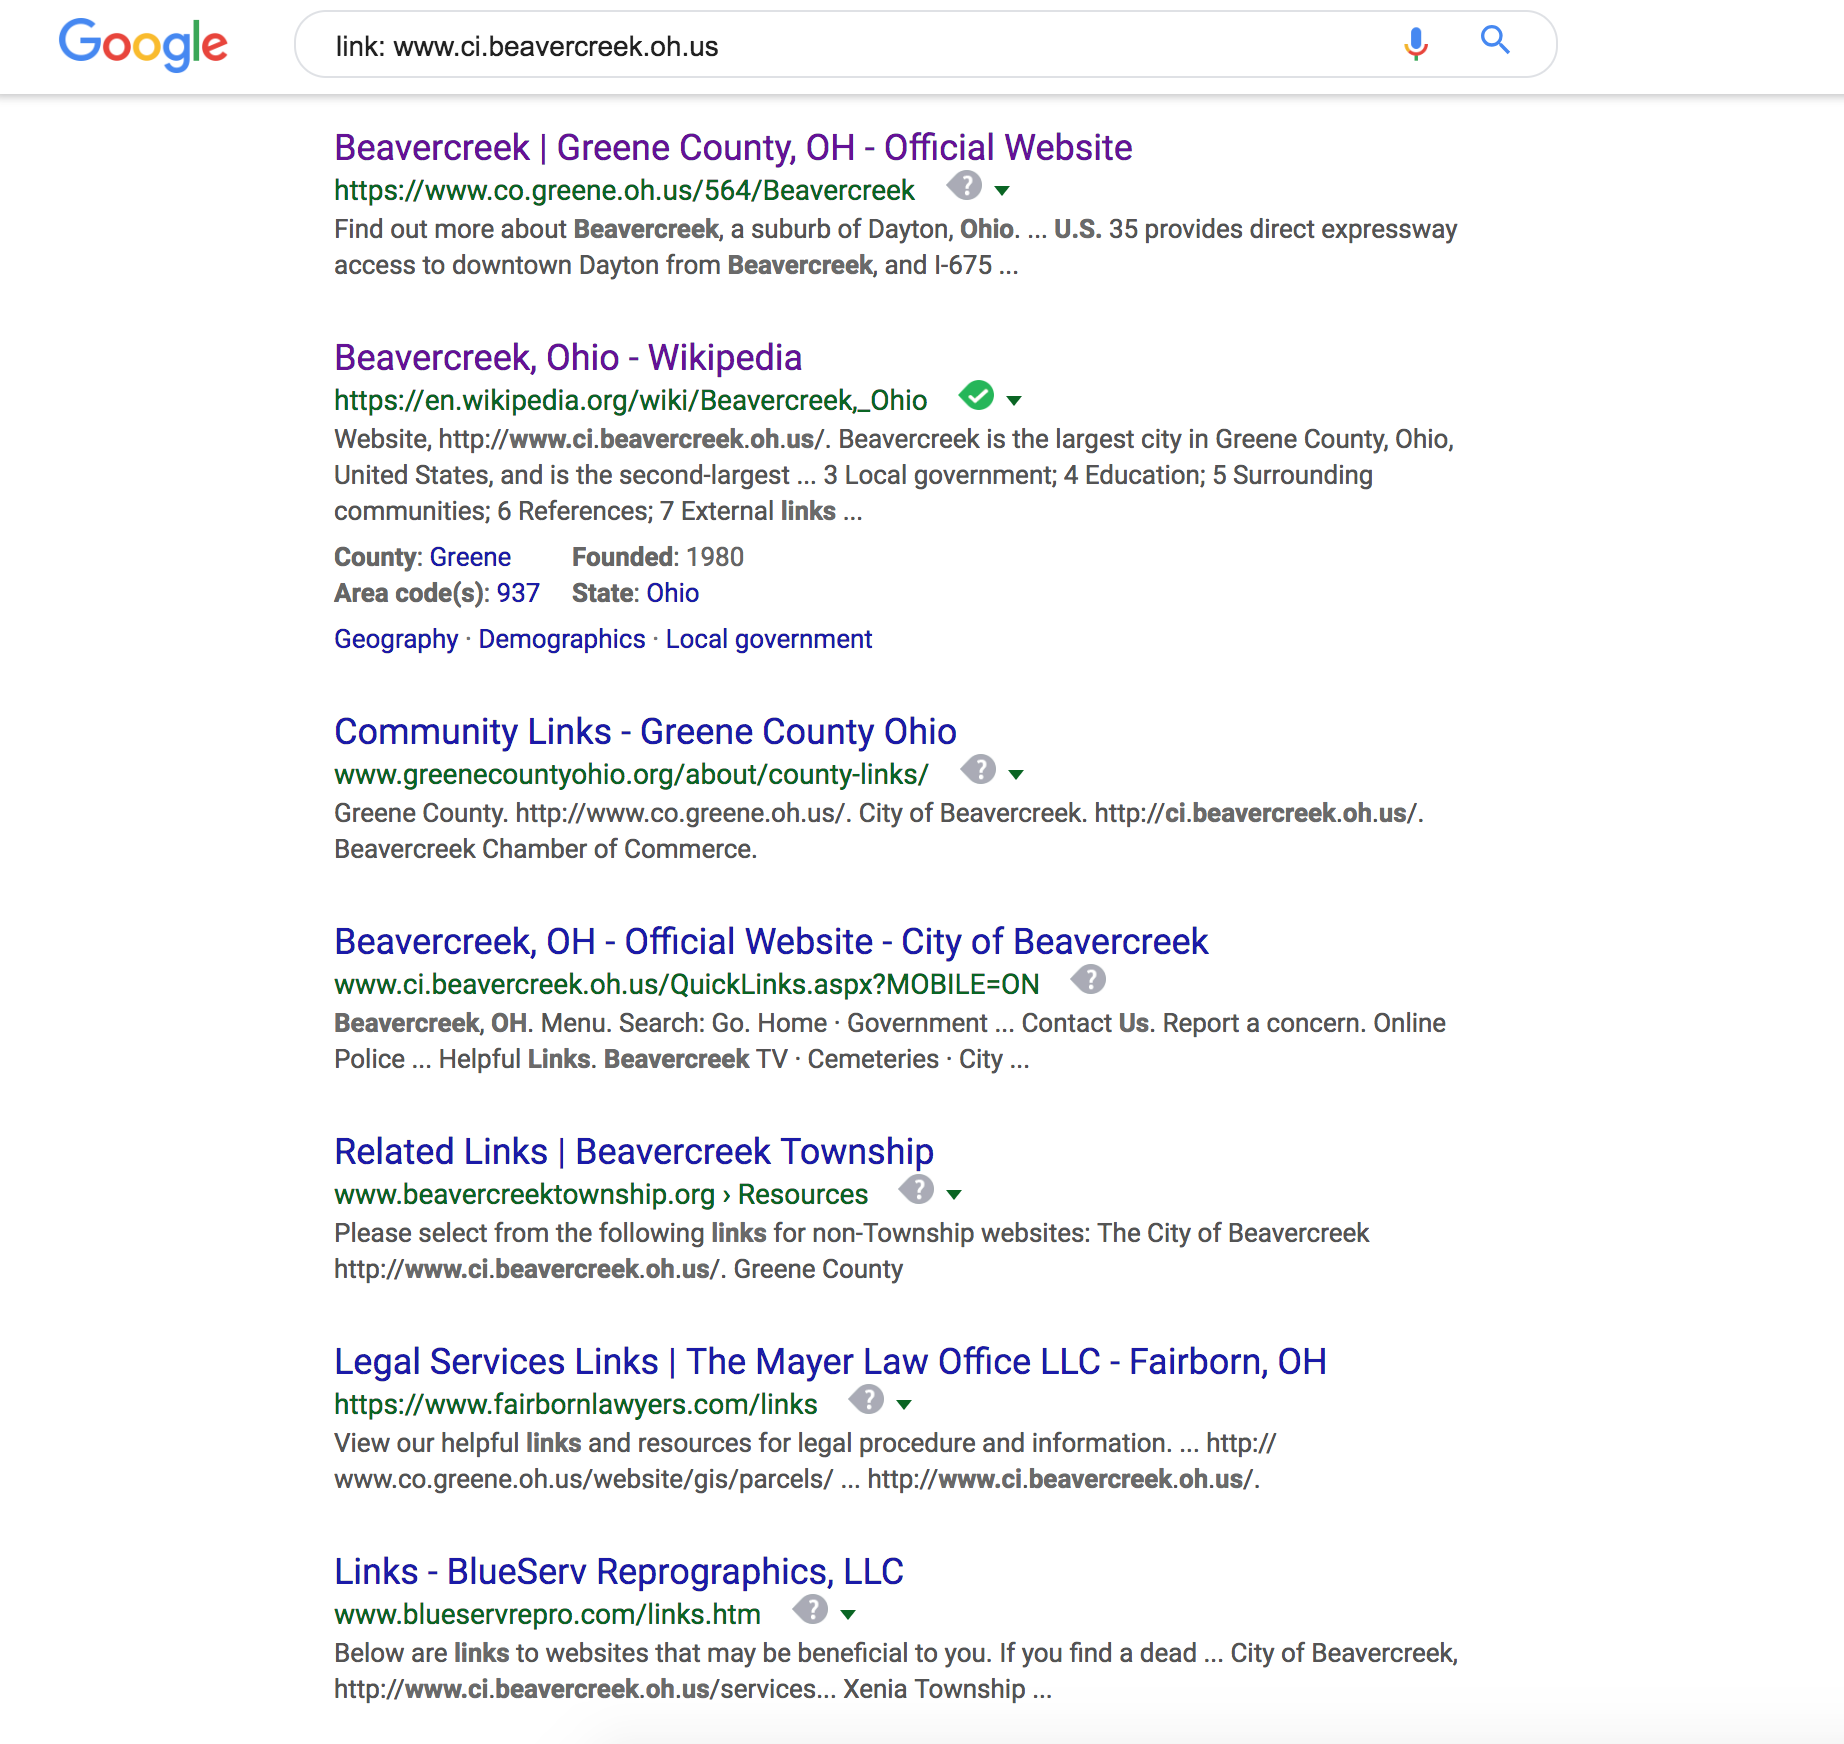 Google
link: www.ci.beavercreek.oh.us
Beavercreek | Greene County, OH - Official Website
https://www.co.greene.oh.us/564/Beavercreek ?
Find out more about Beavercreek, a suburb of Dayton, Ohio. ... U.S. 35 provides direct expressway
access to downtown Dayton from Beavercreek, and I-675 ...
Beavercreek, Ohio - Wikipedia
https://en.wikipedia.org/wiki/Beavercreek,_Ohio
Website, http://www.ci.beavercreek.oh.us/. Beavercreek is the largest city in Greene County, Ohio,
United States, and is the second-largest ... 3 Local government; 4 Education; 5 Surrounding
communities; 6 References; 7 External links ...
County: Greene Founded: 1980
Area code(s): 937 State: Ohio
Geography · Demographics · Local government
Community Links - Greene County Ohio
www.greenecountyohio.org/about/county-links/ ?
Greene County. http://www.co.greene.oh.us/. City of Beavercreek. http://ci.beavercreek.oh.us/.
Beavercreek Chamber of Commerce.
Beavercreek, OH - Official Website - City of Beavercreek
www.ci.beavercreek.oh.us/QuickLinks.aspx?MOBILE=ON ?
Beavercreek, OH. Menu. Search: Go. Home · Government ... Contact Us. Report a concern. Online
Police ... Helpful Links. Beavercreek TV · Cemeteries · City ...
Related Links | Beavercreek Township
www.beavercreektownship.org › Resources ?
Please select from the following links for non-Township websites: The City of Beavercreek
http://www.ci.beavercreek.oh.us/. Greene County
Legal Services Links | The Mayer Law Office LLC - Fairborn, OH
https://www.fairbornlawyers.com/links ?
View our helpful links and resources for legal procedure and information. ... http://
www.co.greene.oh.us/website/gis/parcels/ ... http://www.ci.beavercreek.oh.us/.
Links - BlueServ Reprographics, LLC
www.blueservrepro.com/links.htm ?
Below are links to websites that may be beneficial to you. If you find a dead ... City of Beavercreek,
http://www.ci.beavercreek.oh.us/services... Xenia Township ...